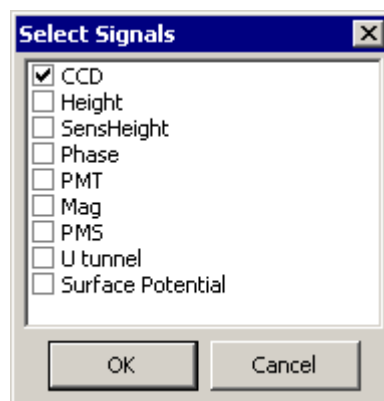 Select Signals
CCD
Height
SensHeight
Phase
PMT
Mag
PMS
U tunnel
Surface Potential
OK
Cancel